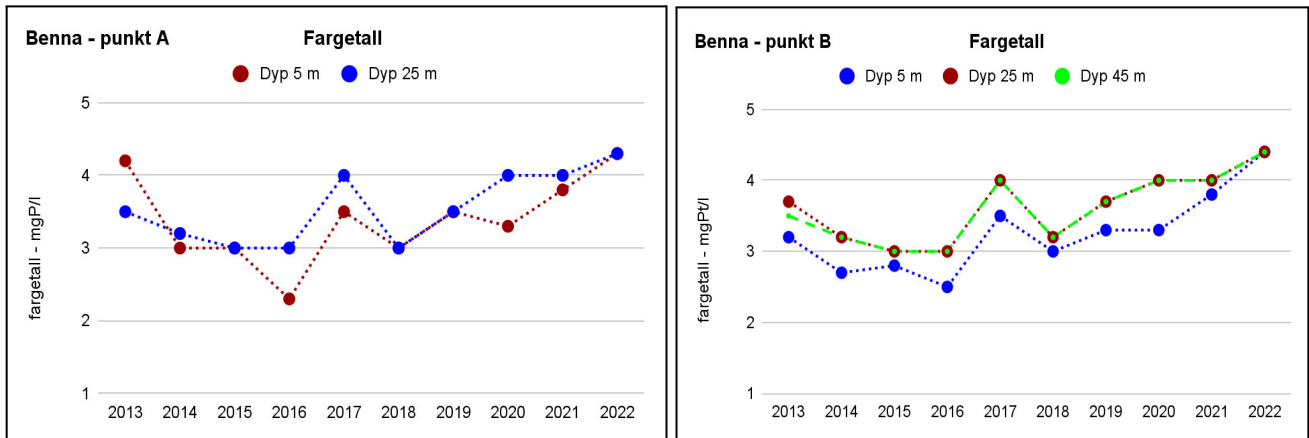 Benna - punkt A Fargetall
Dyp 5 m Dyp 25 m
5
4
3
2
1
fargetall - mgP/l
2013 2014 2015 2016 2017 2018 2019 2020 2021 2022
Benna - punkt B Fargetall
Dyp 5 m Dyp 25 m Dyp 45 m
5
4
3
2
1
fargetall - mgPt/l
2013 2014 2015 2016 2017 2018 2019 2020 2021 2022